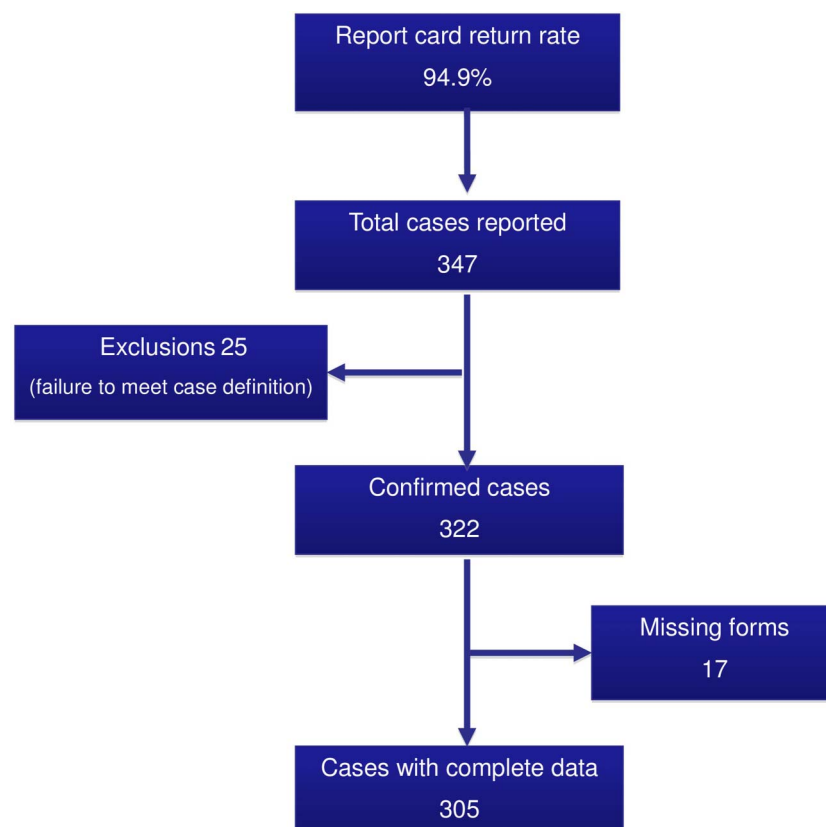 Report card return rate
94.9%
Total cases reported
347
Exclusions 25
(failure to meet case definition)
Confirmed cases
322
Missing forms
17
Cases with complete data
305